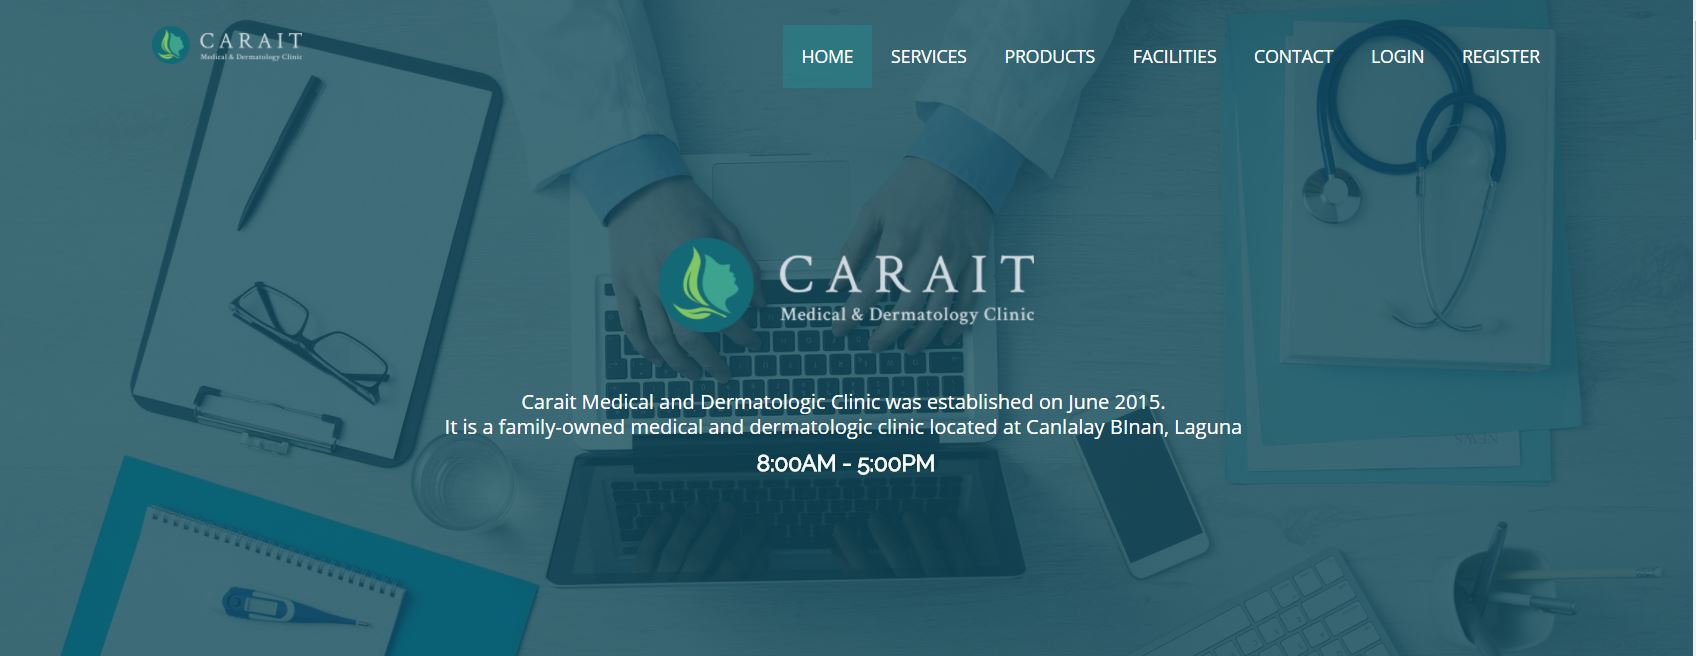 CARAIT
Medical & Dermatology Clinic
HOME SERVICES PRODUCTS FACILITIES CONTACT LOGIN REGISTER
CARAIT
Medical & Dermatology Clinic
Carait Medical and Dermatologic Clinic was established on June 2015.
It is a family-owned medical and dermatologic clinic located at Canlalay BInan, Laguna
8:00AM - 5:00PM
NEWS